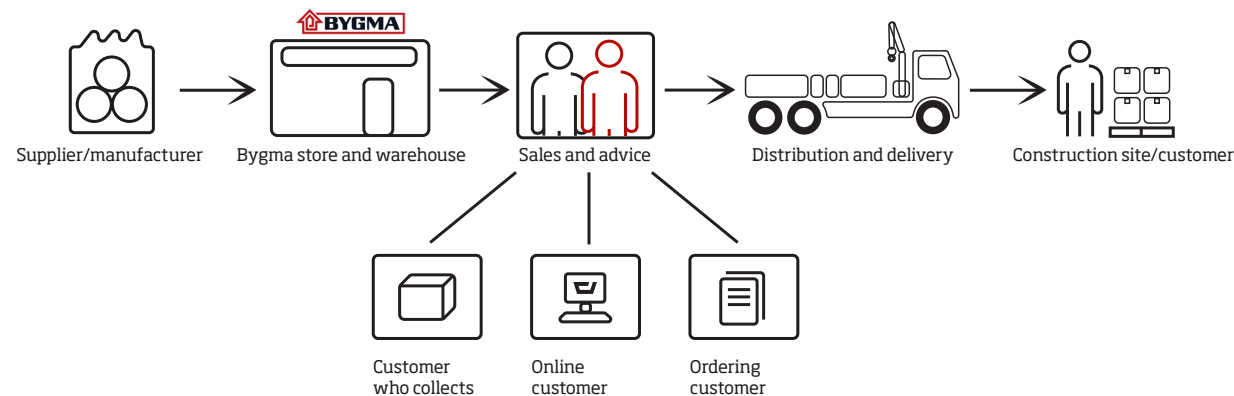 BYGMA
Supplier/manufacturer
Bygma store and warehouse
Sales and advice
Distribution and delivery
Construction site/customer
Customer
who collects
Online
customer
Ordering
customer